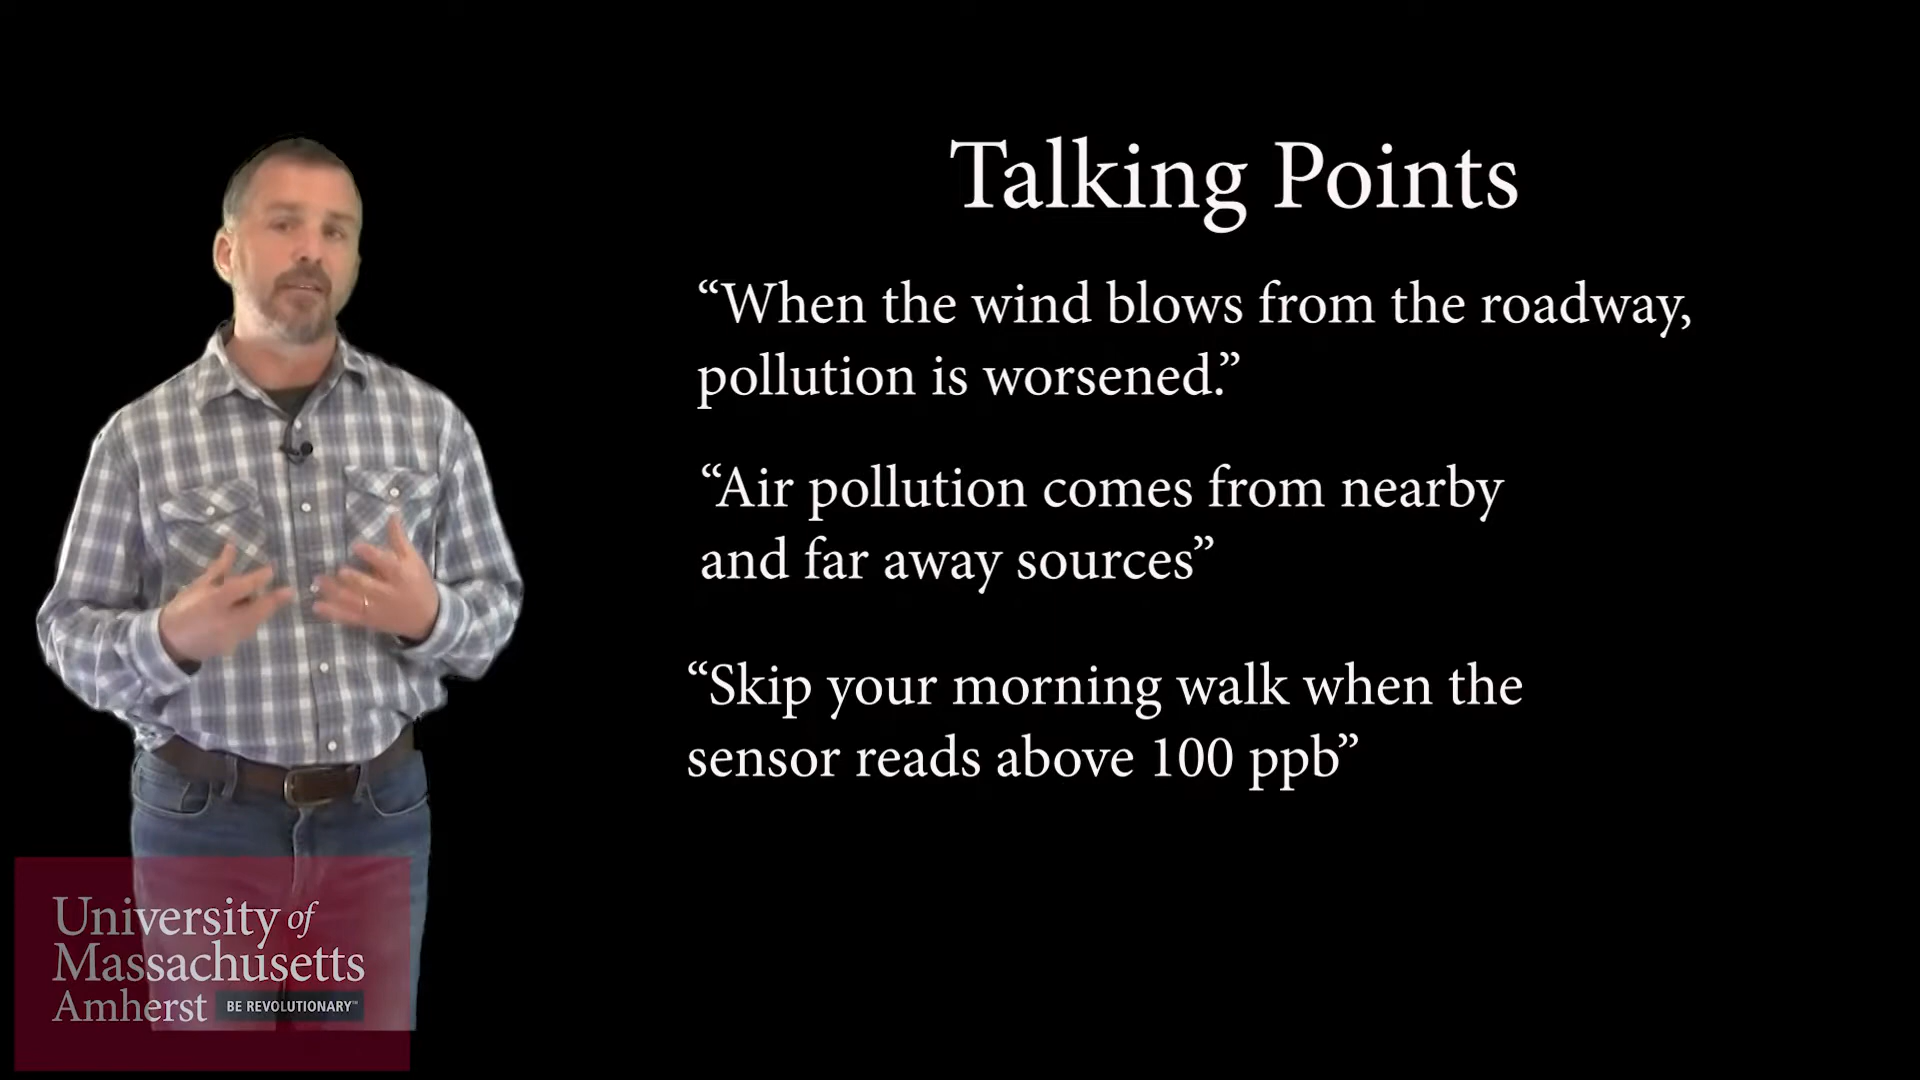 Talking Points
“When the wind blows from the roadway,
pollution is worsened.”
“Air pollution comes from nearby
and far away sources”
“Skip your morning walk when the
sensor reads above 100 ppb”
University of
Massachusetts
Amherst BE REVOLUTIONARY™